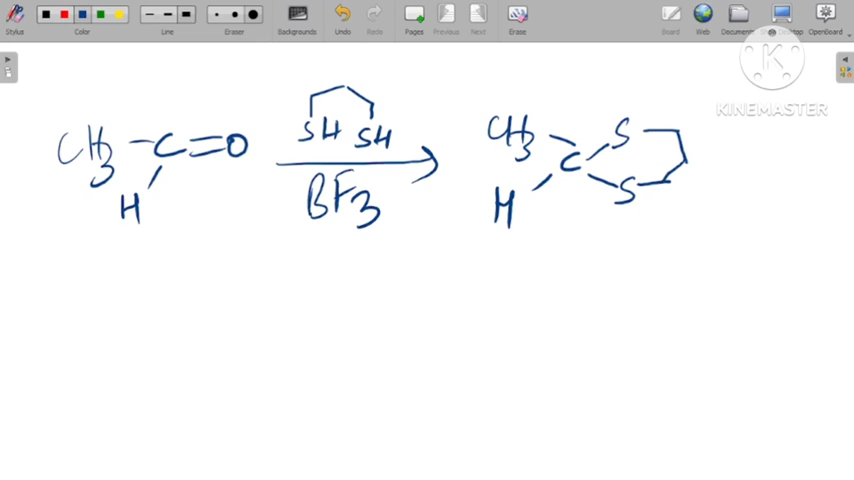 Stylus Color Line Eraser Backgrounds Undo Redo Pages Previous Next Erase Board Web Documents Show Desktop OpenBoard
K
KINEMASTER
SH SH
CH3 - C = O
H
BF3
CH3 C S
S
H